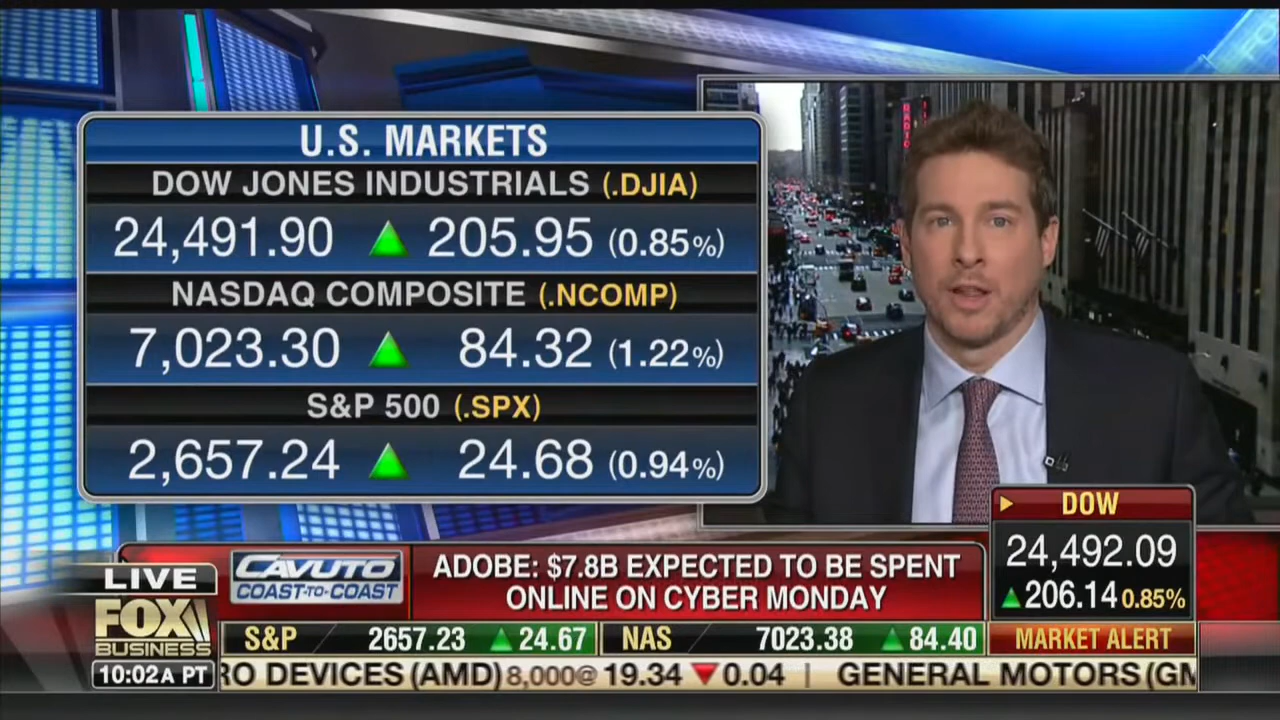 U.S. MARKETS
DOW JONES INDUSTRIALS (.DJIA)
24,491.90 ▲ 205.95 (0.85%)
NASDAQ COMPOSITE (.NCOMP)
7,023.30 ▲ 84.32 (1.22%)
S&P 500 (.SPX)
2,657.24 ▲ 24.68 (0.94%)
RADIO
DOW
24,492.09
▲206.14 0.85%
MARKET ALERT
LIVE
FOX
BUSINESS
10:02A PT
CAVUTO
COAST-TO-COAST
ADOBE: $7.8B EXPECTED TO BE SPENT
ONLINE ON CYBER MONDAY
S&P 2657.23 ▲24.67 NAS 7023.38 ▲84.40
RO DEVICES (AMD) 8,000@ 19.34 ▼0.04 | GENERAL MOTORS (GM